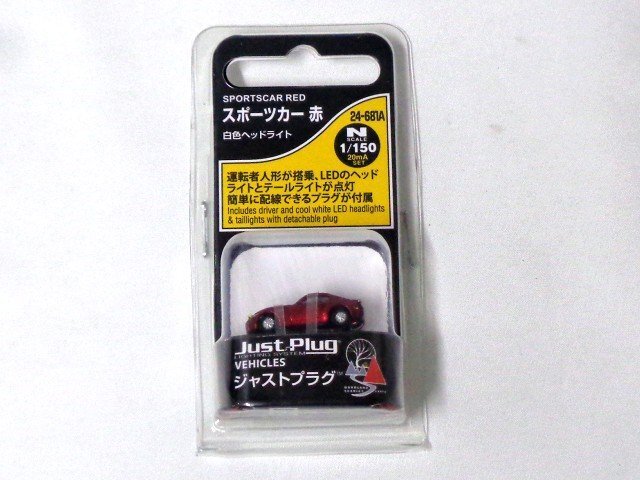 SPORTSCAR RED
スポーツカー 赤
24-681A
白色ヘッドライト
N
SCALE
1/150
20mA
SET
運転者人形が搭乗、LEDのヘッド
ライトとテールライトが点灯
簡単に配線できるプラグが付属
Includes driver and cool white LED headlights
& taillights with detachable plug
Just Plug
LIGHTING SYSTEM
VEHICLES
ジャストプラグ™
WOODLAND
SCENICS